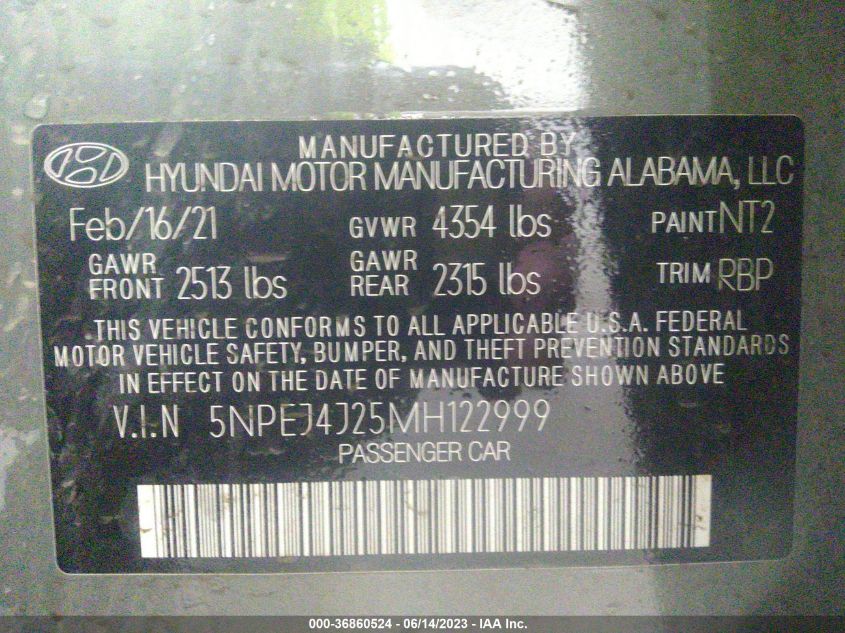 MANUFACTURED BY
HYUNDAI MOTOR MANUFACTURING ALABAMA, LLC
Feb/16/21 GVWR 4354 lbs PAINT NT2
GAWR FRONT 2513 lbs GAWR REAR 2315 lbs TRIM RBP
THIS VEHICLE CONFORMS TO ALL APPLICABLE U.S.A. FEDERAL
MOTOR VEHICLE SAFETY, BUMPER, AND THEFT PREVENTION STANDARDS
IN EFFECT ON THE DATE OF MANUFACTURE SHOWN ABOVE
V.I.N 5NPEJ4J25MH122999
PASSENGER CAR
000-36860524 - 06/14/2023 - IAA Inc.